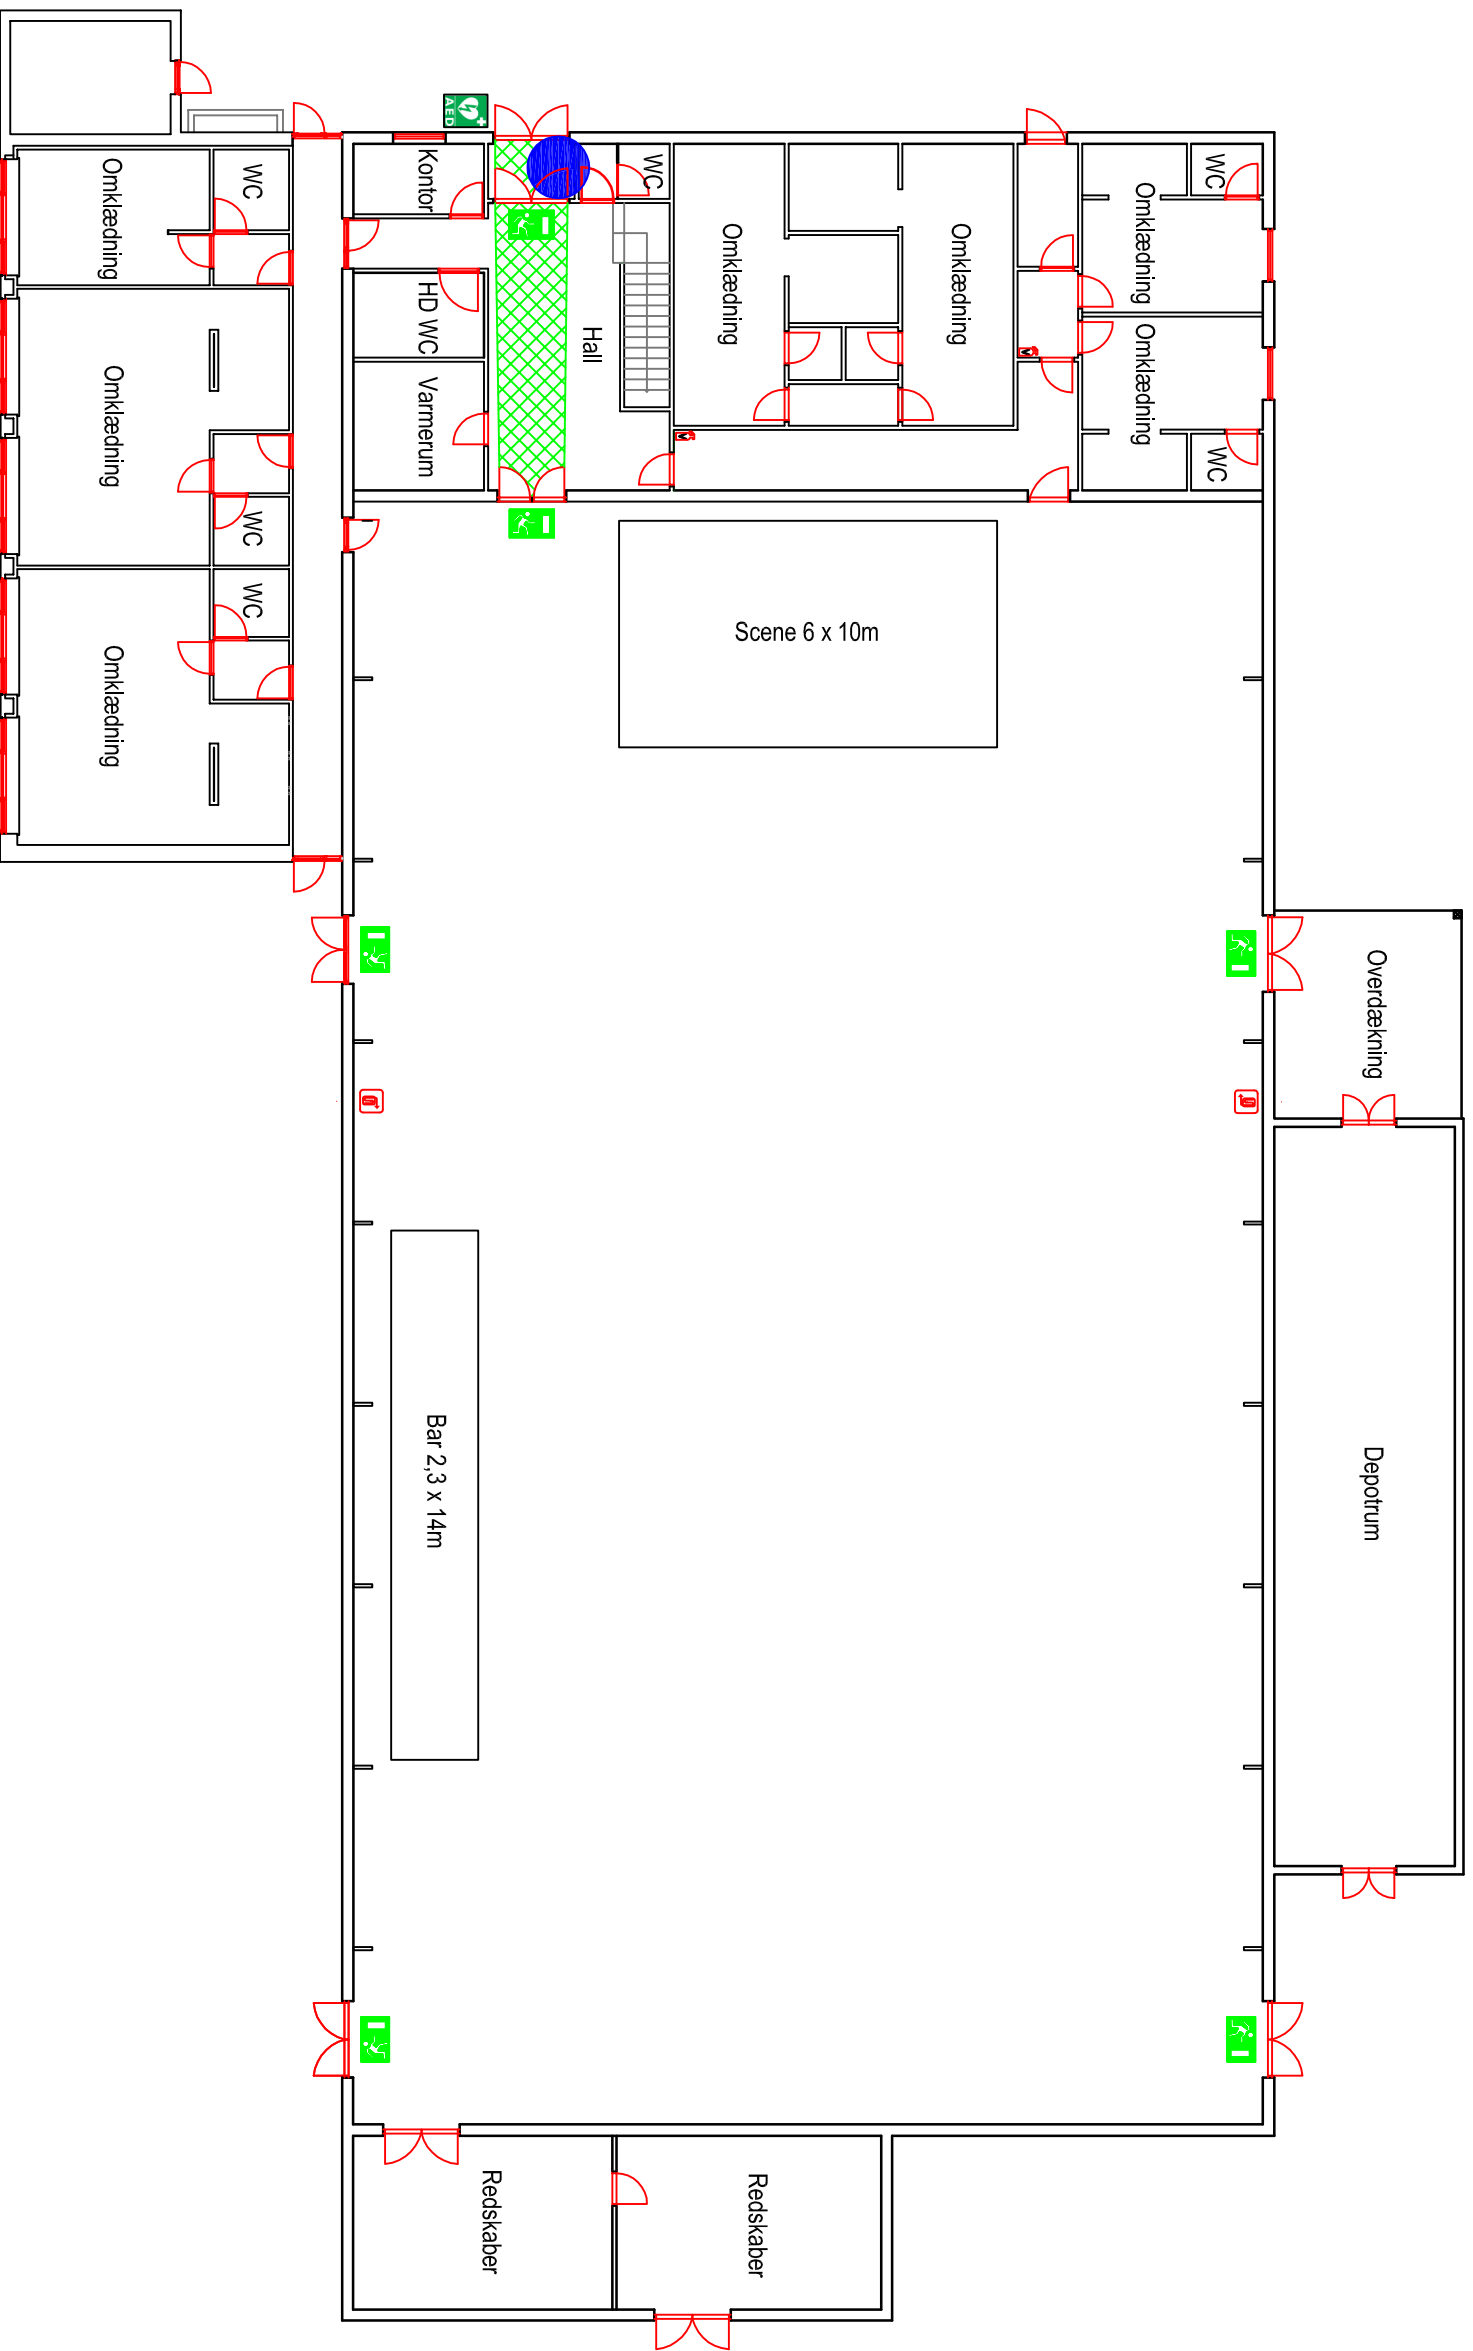 AED
Kontor
WC
WC
WC
Omklædning
Omklædning
Omklædning
Omklædning
HD WC
Hall
Omklædning
Varmerum
Omklædning
WC
WC
WC
Omklædning
Scene 6 x 10m
Overdækning
Bar 2,3 x 14m
Depotrum
Redskaber
Redskaber